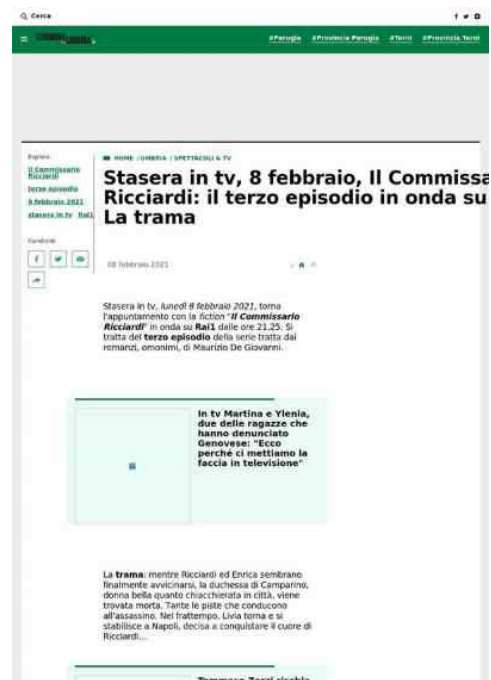 Cerca
#Perugia #Provincia Perugia #Terni #Provincia Terni
Esplora:
Il Commissario
Ricciardi
terzo episodio
8 febbraio 2021
stasera in tv Rai1
Condividi:
HOME / UMBRIA / SPETTACOLI & TV
Stasera in tv, 8 febbraio, Il Commissa
Ricciardi: il terzo episodio in onda su
La trama
08 febbraio 2021
Stasera in tv, lunedì 8 febbraio 2021, torna
l'appuntamento con la fiction "Il Commissario
Ricciardi" in onda su Rai1 dalle ore 21,25. Si
tratta del terzo episodio della serie tratta dai
romanzi, omonimi, di Maurizio De Giovanni.
In tv Martina e Ylenia,
due delle ragazze che
hanno denunciato
Genovese: "Ecco
perché ci mettiamo la
faccia in televisione"
La trama: mentre Ricciardi ed Enrica sembrano
finalmente avvicinarsi, la duchessa di Camparino,
donna bella quanto chiacchierata in città, viene
trovata morta. Tante le piste che conducono
all'assassino. Nel frattempo, Livia torna e si
stabilisce a Napoli, decisa a conquistare il cuore di
Ricciardi...